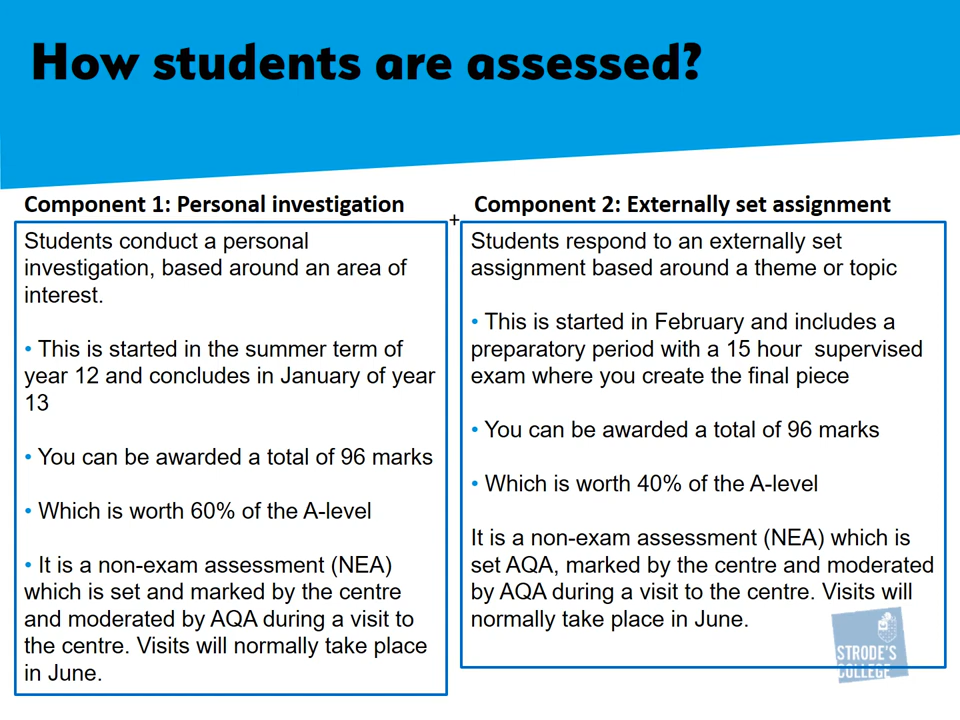 How students are assessed?
Component 1: Personal investigation
Students conduct a personal
investigation, based around an area of
interest.
• This is started in the summer term of
year 12 and concludes in January of year
13
• You can be awarded a total of 96 marks
• Which is worth 60% of the A-level
• It is a non-exam assessment (NEA)
which is set and marked by the centre
and moderated by AQA during a visit to
the centre. Visits will normally take place
in June.
+
Component 2: Externally set assignment
Students respond to an externally set
assignment based around a theme or topic
• This is started in February and includes a
preparatory period with a 15 hour  supervised
exam where you create the final piece
• You can be awarded a total of 96 marks
• Which is worth 40% of the A-level
It is a non-exam assessment (NEA) which is
set AQA, marked by the centre and moderated
by AQA during a visit to the centre. Visits will
normally take place in June.
STRODE'S
COLLEGE